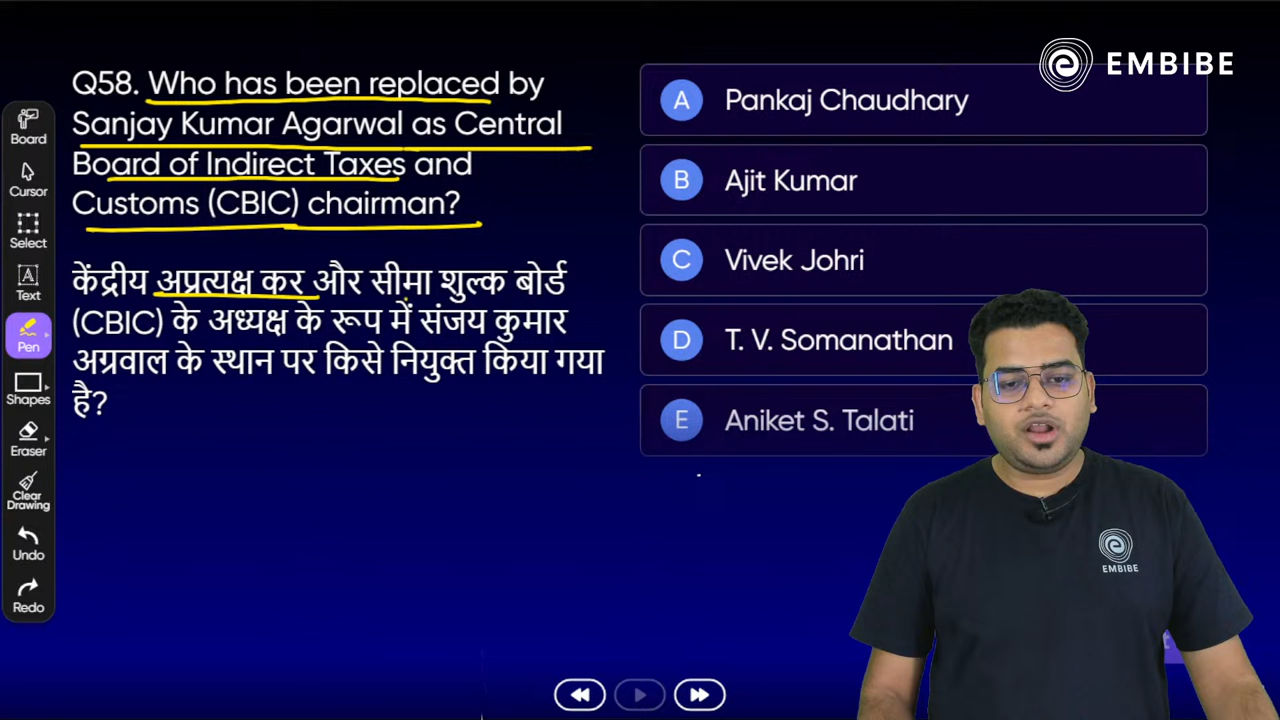 EMBIBE
Q58. Who has been replaced by
Sanjay Kumar Agarwal as Central
Board of Indirect Taxes and
Customs (CBIC) chairman?
केंद्रीय अप्रत्यक्ष कर और सीमा शुल्क बोर्ड
(CBIC) के अध्यक्ष के रूप में संजय कुमार
अग्रवाल के स्थान पर किसे नियुक्त किया गया
है?
A Pankaj Chaudhary
B Ajit Kumar
C Vivek Johri
D T. V. Somanathan
E Aniket S. Talati
Board
Cursor
Select
A
Text
Pen
Shapes
Eraser
Clear
Drawing
Undo
Redo
EMBIBE